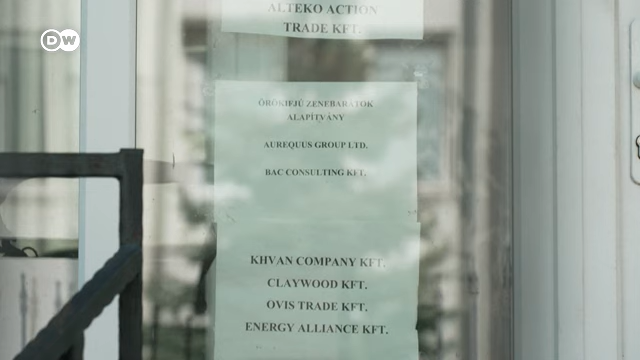 DW
ALTEKO ACTION
TRADE KFT.
ÖRÖKIFJÚ ZENEBARÁTOK
ALAPÍTVÁNY
AUREQUUS GROUP LTD.
BAC CONSULTING KFT.
KHVAN COMPANY KFT.
CLAYWOOD KFT.
OVIS TRADE KFT.
ENERGY ALLIANCE KFT.